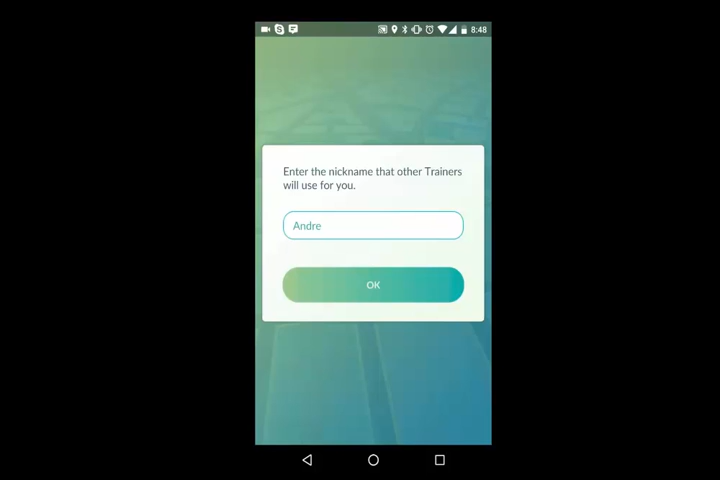 8:48
Enter the nickname that other Trainers
will use for you.
Andre
OK